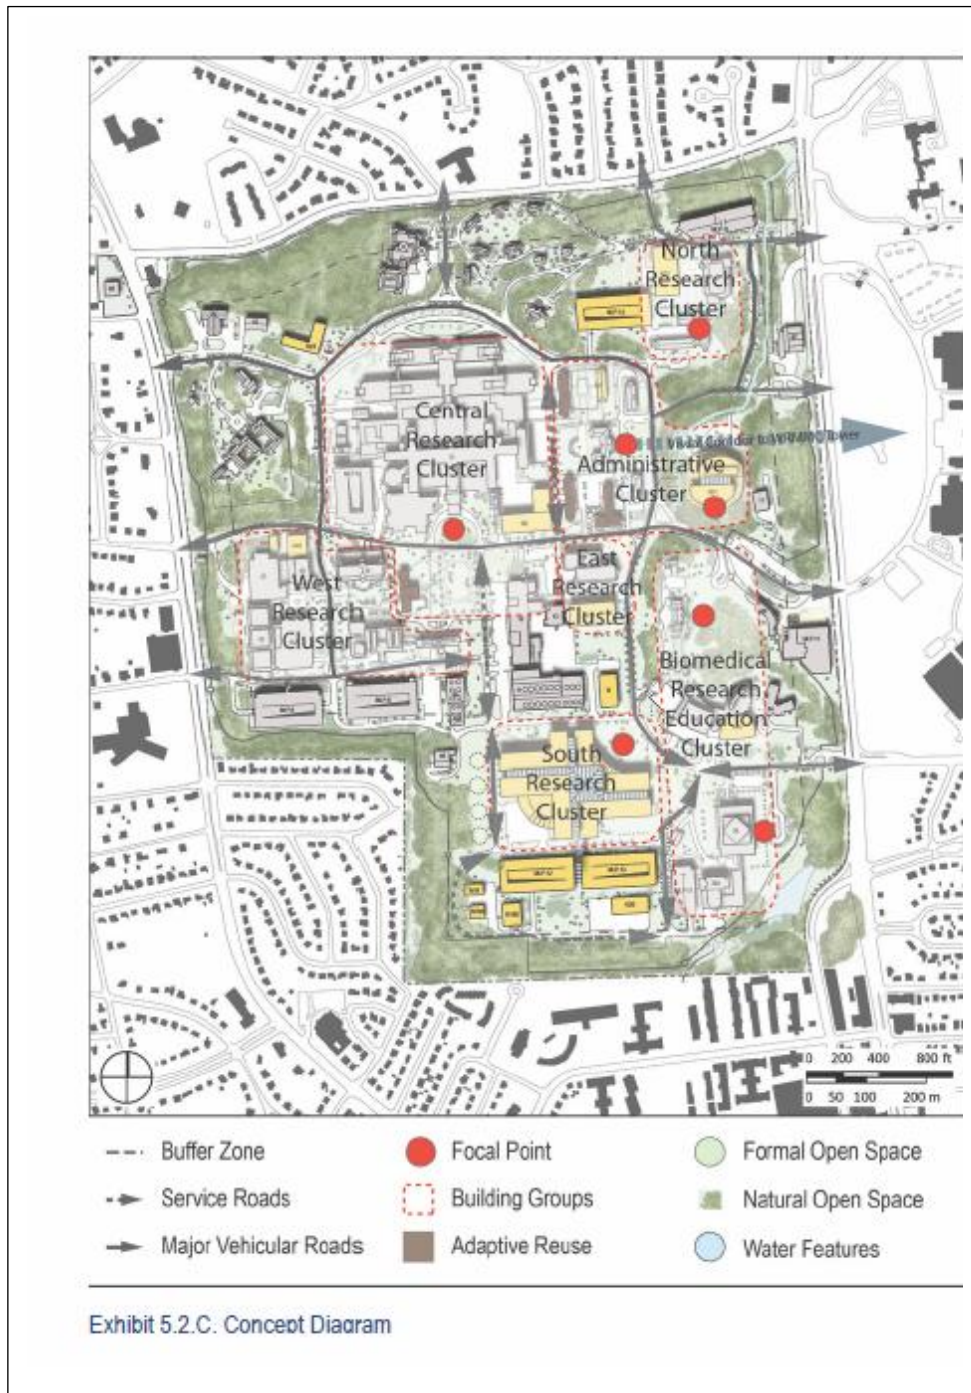 North
Research
Cluster
Central
Research
Cluster
Administrative
Cluster
East
Research
Cluster
West
Research
Cluster
Biomedical
Research
Education
Cluster
South
Research
Cluster
0 200 400 800 ft
0 50 100 200 m
Buffer Zone
Focal Point
Formal Open Space
Service Roads
Building Groups
Natural Open Space
Major Vehicular Roads
Adaptive Reuse
Water Features
Exhibit 5.2.C. Concept Diagram